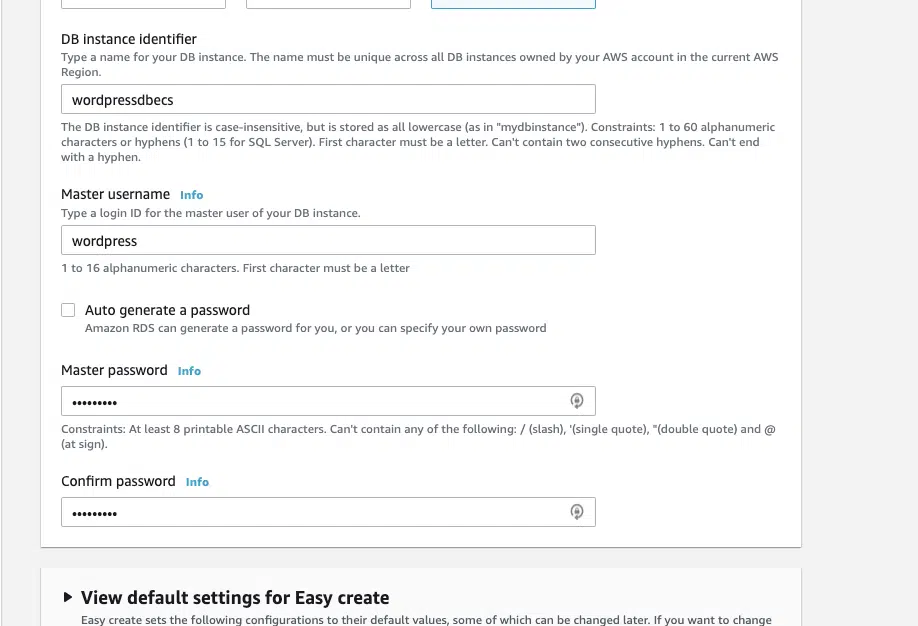 DB instance identifier
Type a name for your DB instance. The name must be unique across all DB instances owned by your AWS account in the current AWS
Region.
wordpressdbecs
The DB instance identifier is case-insensitive, but is stored as all lowercase (as in "mydbinstance"). Constraints: 1 to 60 alphanumeric
characters or hyphens (1 to 15 for SQL Server). First character must be a letter. Can't contain two consecutive hyphens. Can't end
with a hyphen.
Master username Info
Type a login ID for the master user of your DB instance.
wordpress
1 to 16 alphanumeric characters. First character must be a letter
Auto generate a password
Amazon RDS can generate a password for you, or you can specify your own password
Master password Info
•••••••••
Constraints: At least 8 printable ASCII characters. Can't contain any of the following: / (slash), '(single quote), "(double quote) and @
(at sign).
Confirm password Info
•••••••••
View default settings for Easy create
Easy create sets the following configurations to their default values, some of which can be changed later. If you want to change